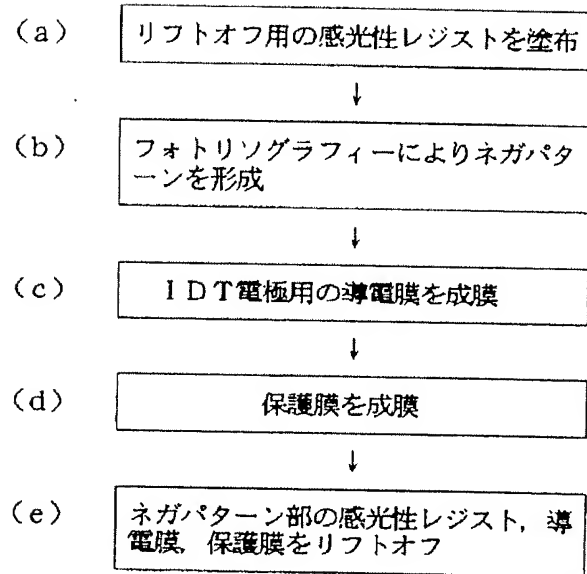 (a) リフトオフ用の感光性レジストを塗布
↓
(b) フォトリソグラフィーによりネガパタ
ーンを形成
↓
(c) IDT電極用の導電膜を成膜
↓
(d) 保護膜を成膜
↓
(e) ネガパターン部の感光性レジスト，導
電膜，保護膜をリフトオフ